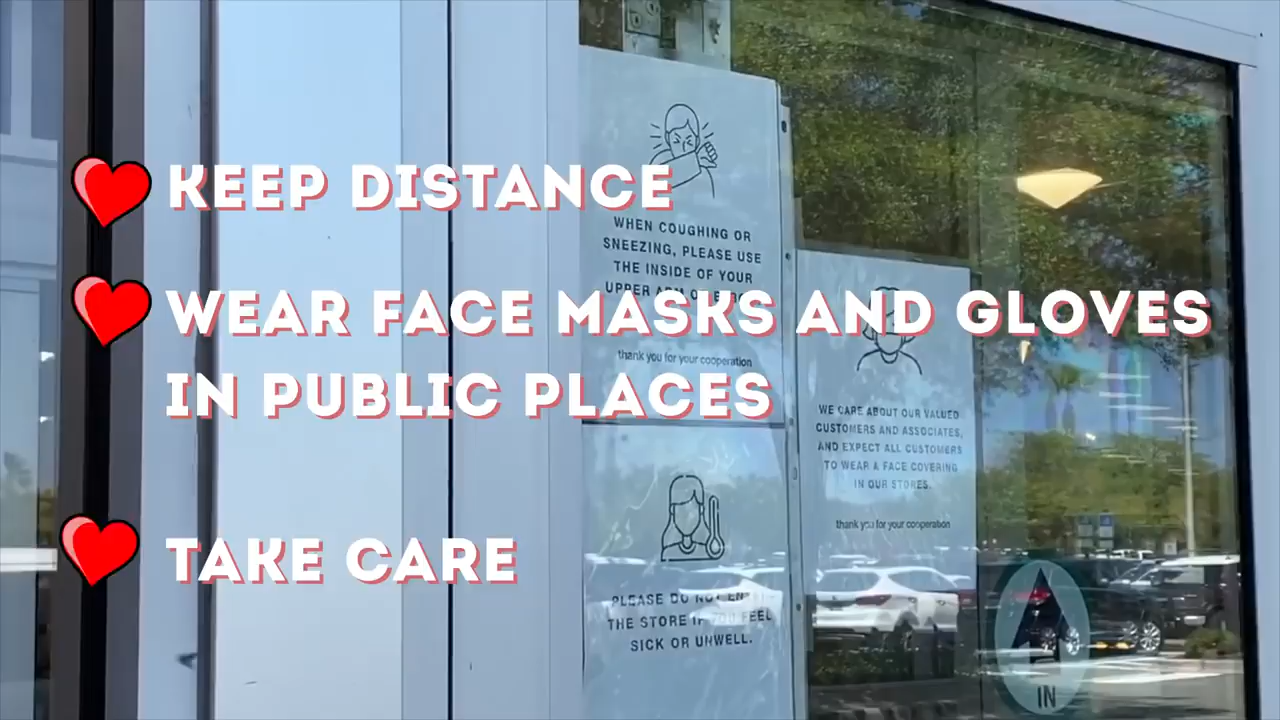 KEEP DISTANCE
WHEN COUGHING OR
SNEEZING, PLEASE USE
THE INSIDE OF YOUR
UPPER
WEAR FACE MASKS AND GLOVES
thank you for your cooperation
IN PUBLIC PLACES
WE CARE ABOUT OUR VALUED
CUSTOMERS AND ASSOCIATES,
AND EXPECT ALL CUSTOMERS
TO WEAR A FACE COVERING
IN OUR STORES.
thank you for your cooperation
TAKE CARE
PLEASE DO NOT
THE STORE IF YOU FEEL
SICK OR UNWELL.
IN